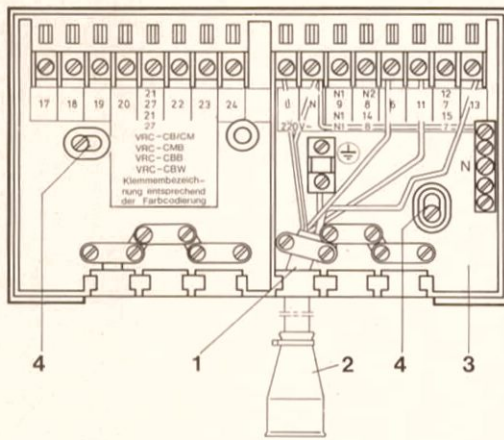 17 18 19 20 21 22 23 24
27
21
27
VRC-CB/CM
VRC-CMB
VRC-CBB
VRC-CBW
Klemmenbezeich-
nung entsprechend
der Farbcodierung
N1 N2 12
0 N 9 8 6 11 7 13
N1 14 15
220V~ N1 8 7
N
4
1
2
4
3